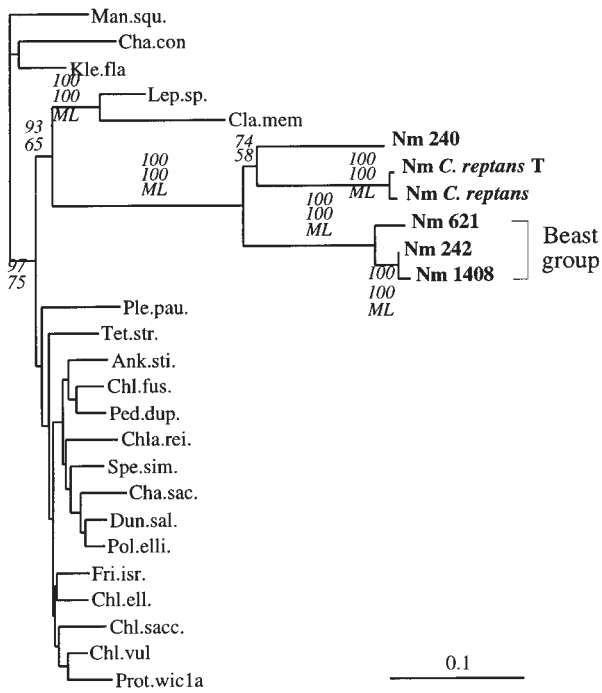 Man.squ.
Cha.con
Kle.fla
100
100
ML
Lep.sp.
Cla.mem
93
65
74
58
Nm 240
100
100
ML
100
100
ML
Nm C. reptans T
Nm C. reptans
100
100
ML
Nm 621
Nm 242
Nm 1408
Beast
group
100
100
ML
97
75
Ple.pau.
Tet.str.
Ank.sti.
Chl.fus.
Ped.dup.
Chla.rei.
Spe.sim.
Cha.sac.
Dun.sal.
Pol.elli.
Fri.isr.
Chl.ell.
Chl.sacc.
Chl.vul
Prot.wic1a
0.1